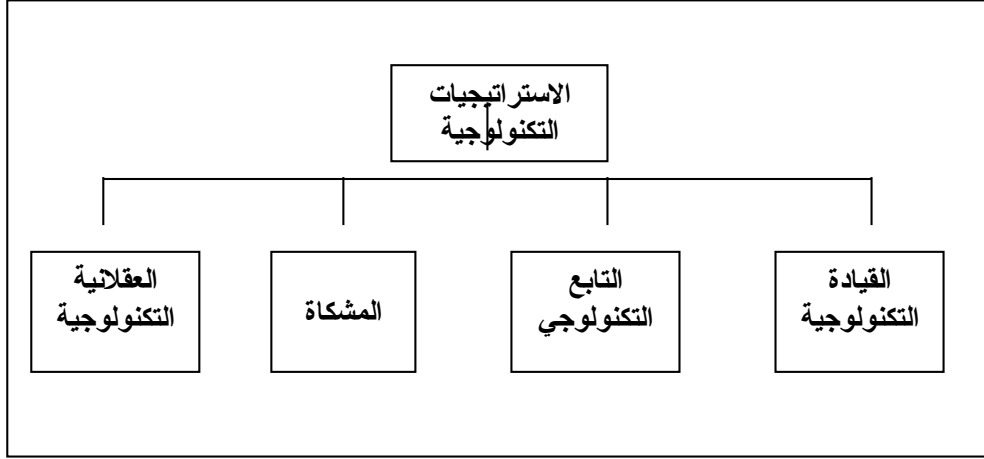 الاستراتيجيات
التكنولوجية
القيادة
التكنولوجية
التابع
التكنولوجي
المشكاة
العقلانية
التكنولوجية